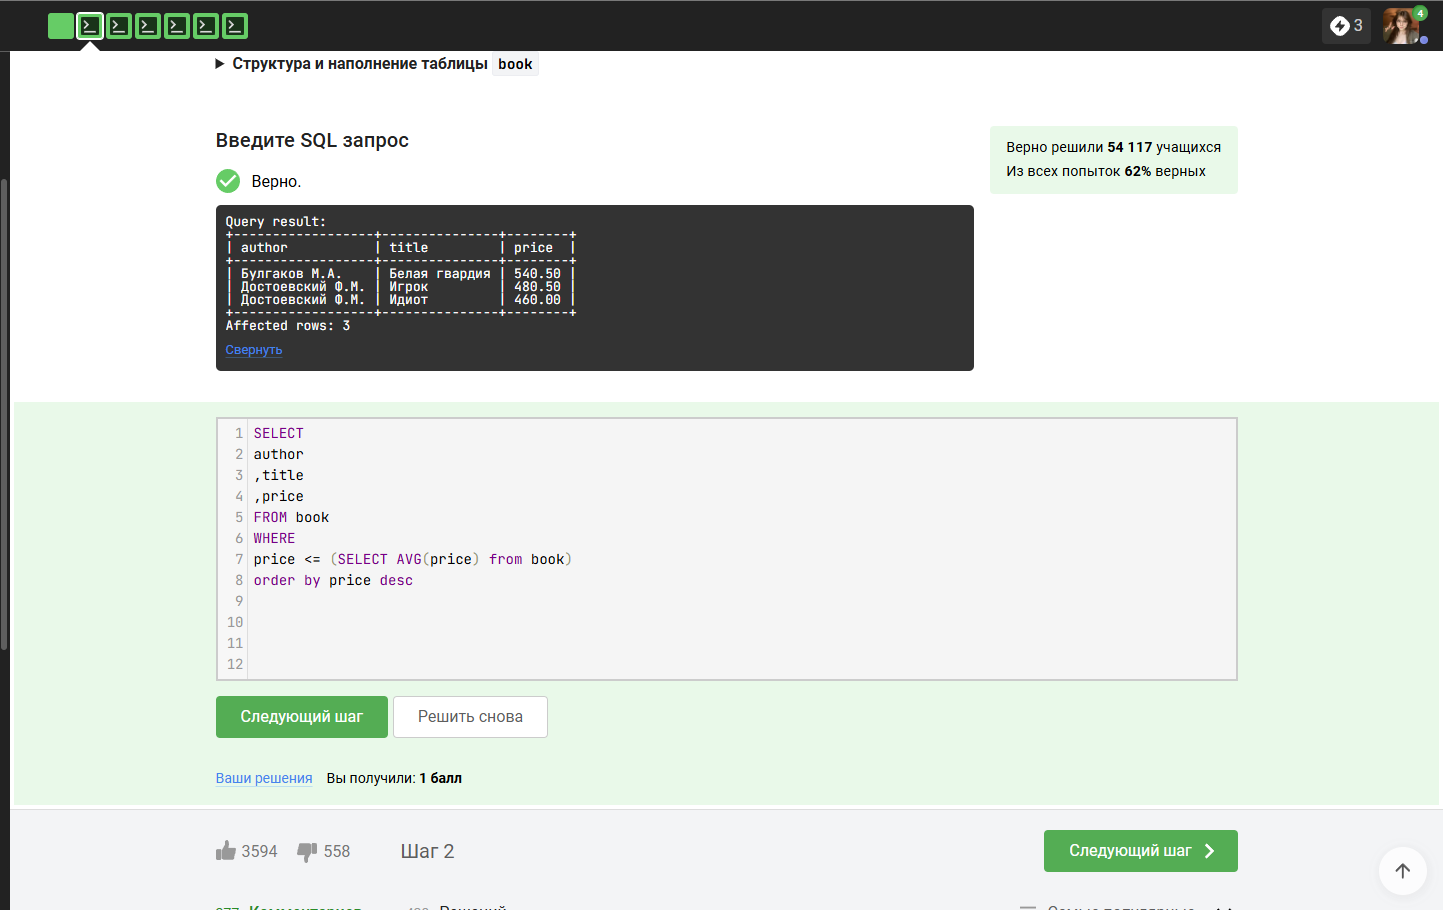 3
4
Структура и наполнение таблицы book
Введите SQL запрос
Верно.
Верно решили 54 117 учащихся
Из всех попыток 62% верных
Query result:
+------------------+---------------+--------+
| author           | title         | price  |
+------------------+---------------+--------+
| Булгаков М.А.    | Белая гвардия | 540.50 |
| Достоевский Ф.М. | Игрок         | 480.50 |
| Достоевский Ф.М. | Идиот         | 460.00 |
+------------------+---------------+--------+
Affected rows: 3
Свернуть
1 SELECT
2 author
3 ,title
4 ,price
5 FROM book
6 WHERE
7 price <= (SELECT AVG(price) from book)
8 order by price desc
9
10
11
12
Следующий шаг
Решить снова
Ваши решения Вы получили: 1 балл
3594 558 Шаг 2 Следующий шаг